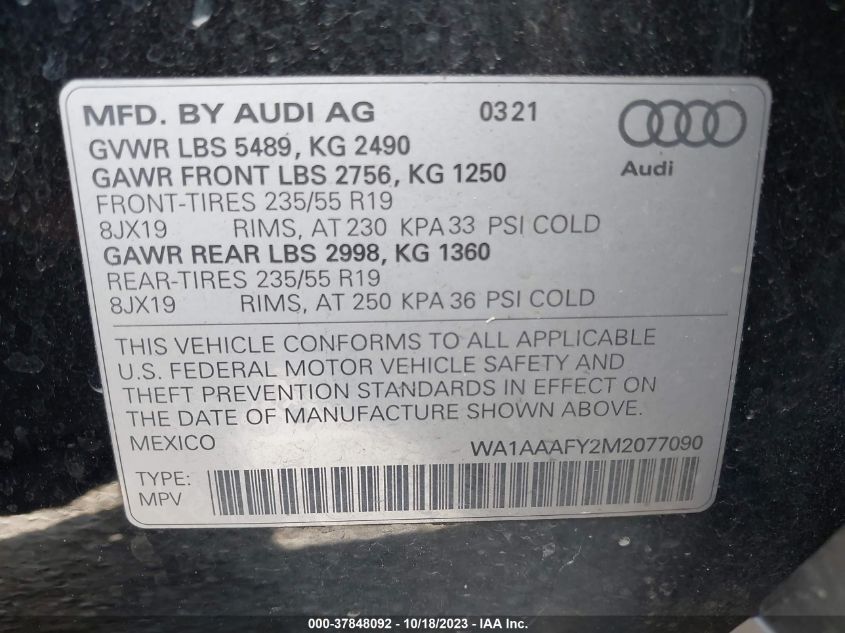 MFD. BY AUDI AG 0321
GVWR LBS 5489, KG 2490
GAWR FRONT LBS 2756, KG 1250
Audi
FRONT-TIRES 235/55 R19
8JX19 RIMS, AT 230 KPA 33 PSI COLD
GAWR REAR LBS 2998, KG 1360
REAR-TIRES 235/55 R19
8JX19 RIMS, AT 250 KPA 36 PSI COLD
THIS VEHICLE CONFORMS TO ALL APPLICABLE
U.S. FEDERAL MOTOR VEHICLE SAFETY AND
THEFT PREVENTION STANDARDS IN EFFECT ON
THE DATE OF MANUFACTURE SHOWN ABOVE.
MEXICO WA1AAAFY2M2077090
TYPE:
MPV
000-37848092 - 10/18/2023 - IAAI.com